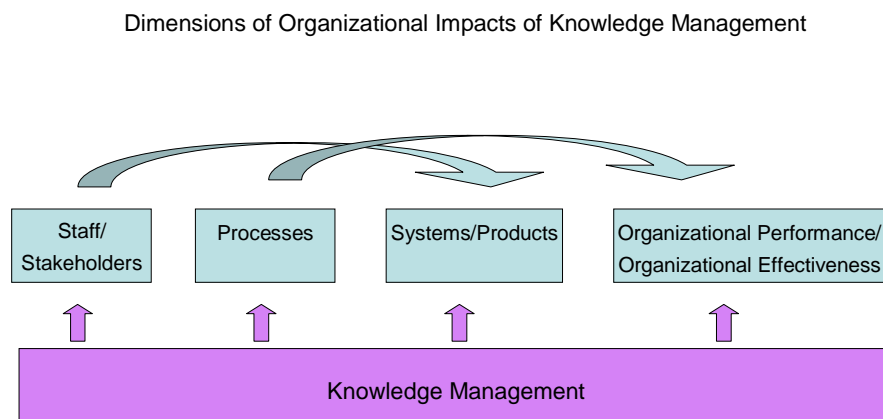 Dimensions of Organizational Impacts of Knowledge Management
Staff/
Stakeholders
Processes
Systems/Products
Organizational Performance/
Organizational Effectiveness
Knowledge Management